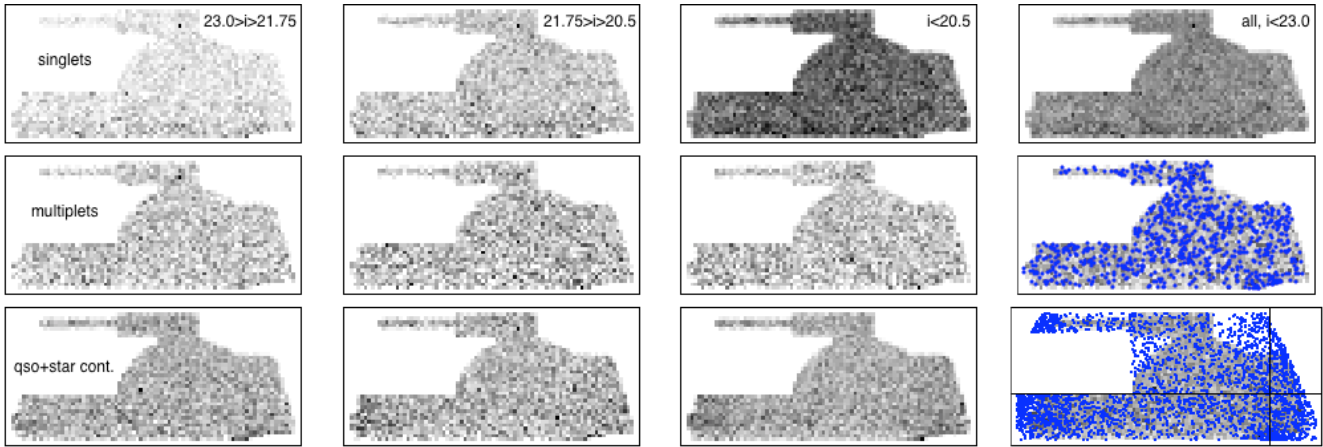 23.0>i>21.75
21.75>i>20.5
i<20.5
all, i<23.0
singlets
multiplets
qso+star cont.